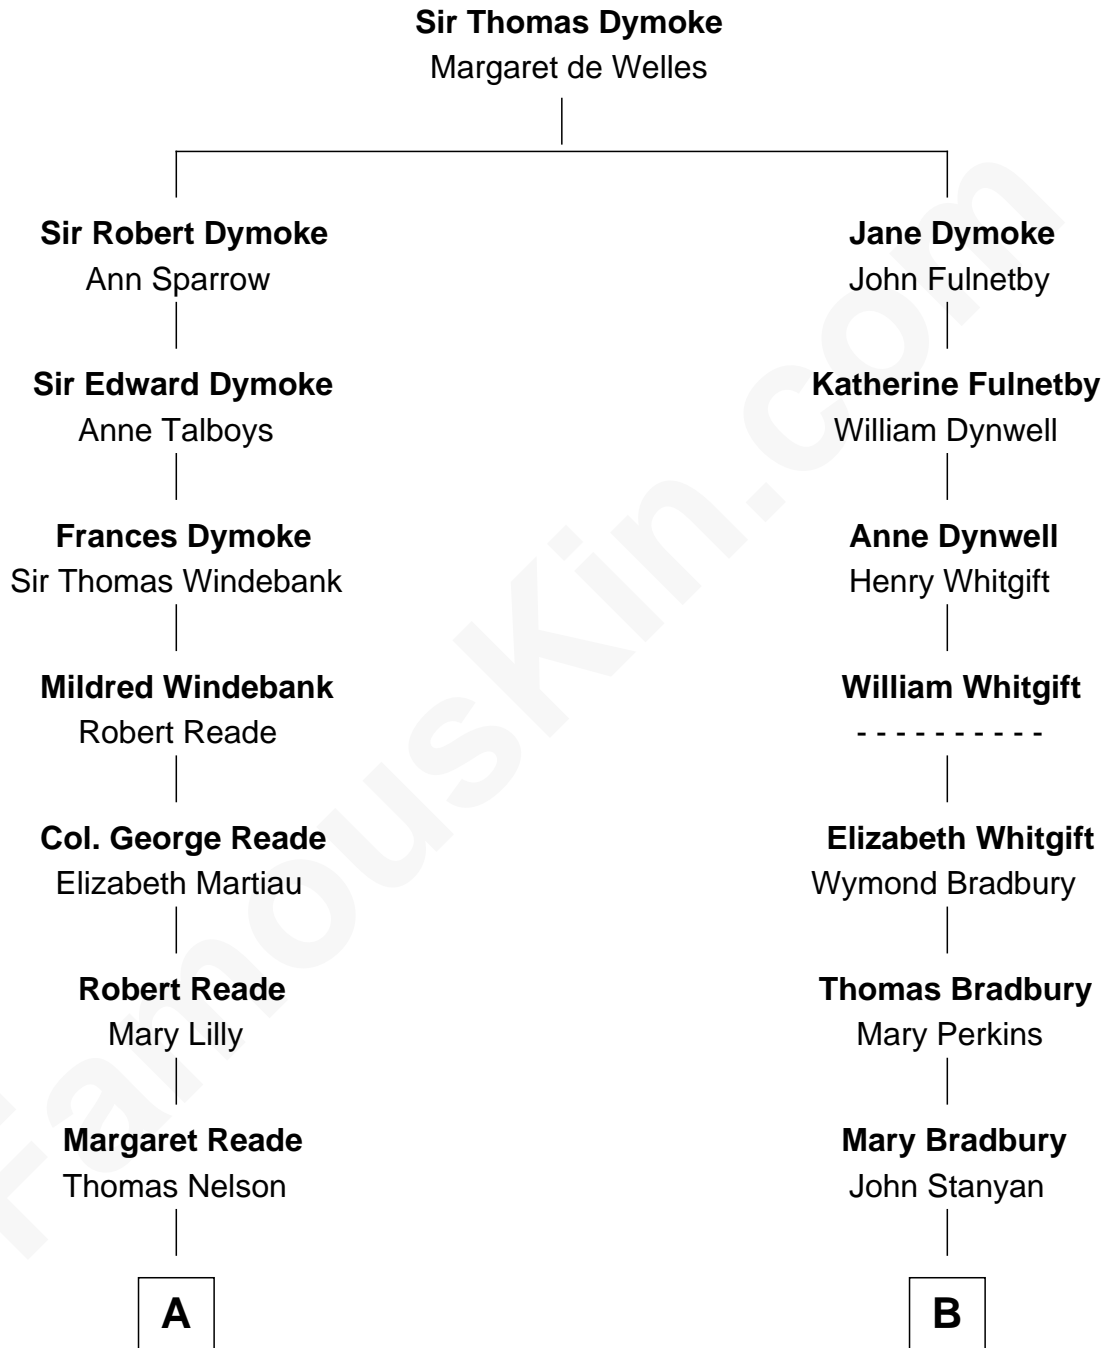 Sir Thomas Dymoke
Margaret de Welles
Sir Robert Dymoke
Ann Sparrow
Jane Dymoke
John Fulnetby
Sir Edward Dymoke
Anne Talboys
Katherine Fulnetby
William Dynwell
Frances Dymoke
Sir Thomas Windebank
Anne Dynwell
Henry Whitgift
Mildred Windebank
Robert Reade
William Whitgift
- - - - - - - - - -
Col. George Reade
Elizabeth Martiau
Elizabeth Whitgift
Wymond Bradbury
Robert Reade
Mary Lilly
Thomas Bradbury
Mary Perkins
Margaret Reade
Thomas Nelson
Mary Bradbury
John Stanyan
A
B
FamousKin.com